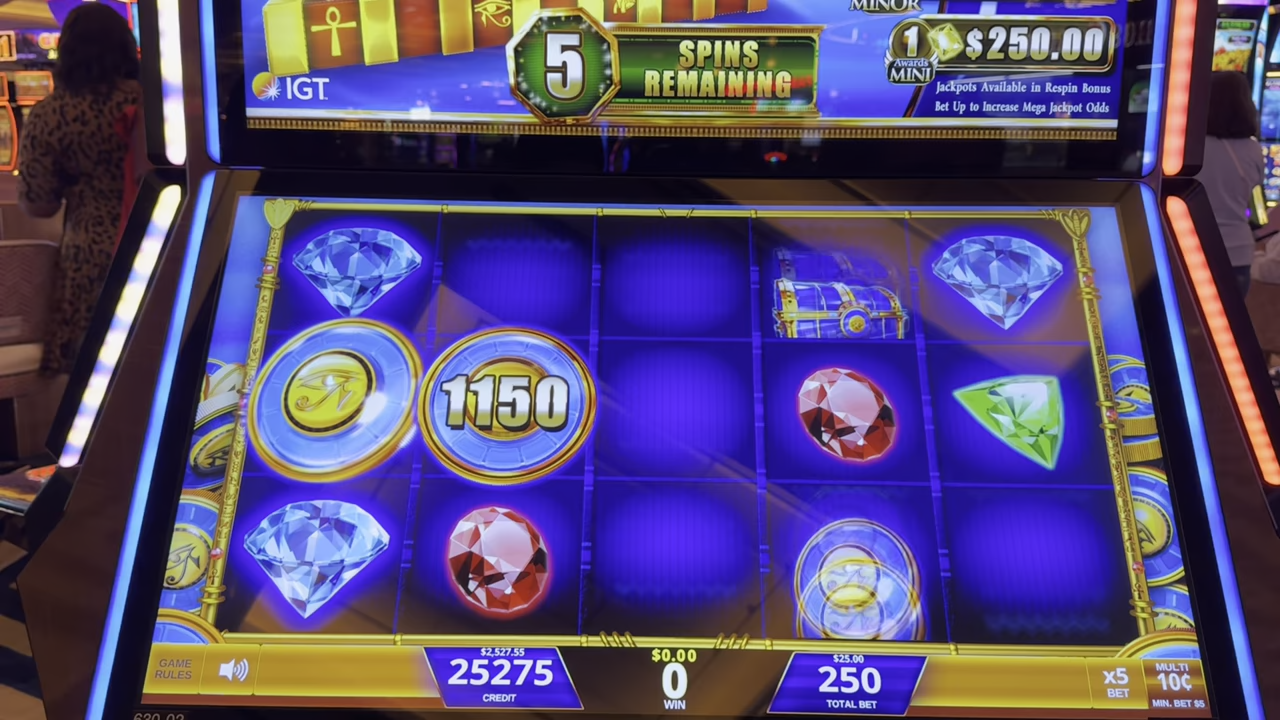 MINOR
1
Awards
MINI
$250.00
5
SPINS
REMAINING
IGT
Jackpots Available in Respin Bonus
Bet Up to Increase Mega Jackpot Odds
1150
GAME
RULES
$2,527.55
25275
CREDIT
$0.00
0
WIN
$25.00
250
TOTAL BET
x5
BET
MULTI
10¢
MIN. BET $5